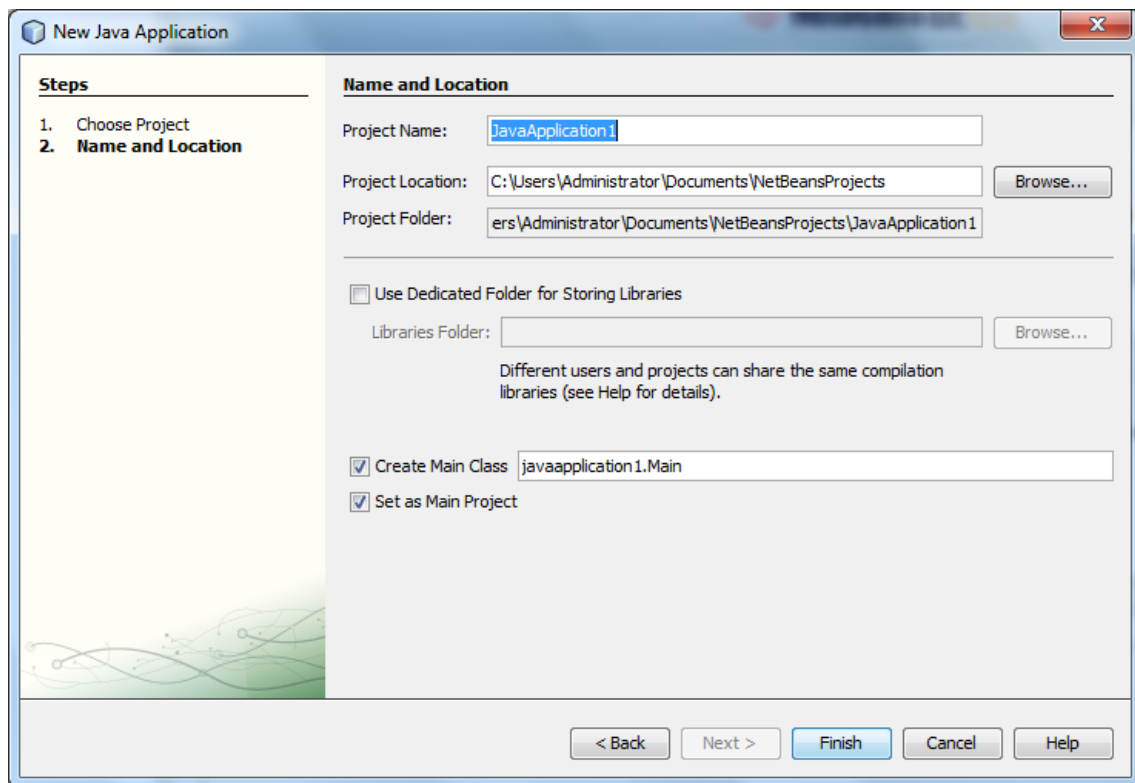 New Java Application
Steps
1. Choose Project
2. Name and Location
Name and Location
Project Name: JavaApplication1
Project Location: C:\Users\Administrator\Documents\NetBeansProjects Browse...
Project Folder: ers\Administrator\Documents\NetBeansProjects\JavaApplication1
Use Dedicated Folder for Storing Libraries
Libraries Folder: Browse...
Different users and projects can share the same compilation
libraries (see Help for details).
Create Main Class javaapplication1.Main
Set as Main Project
< Back Next > Finish Cancel Help